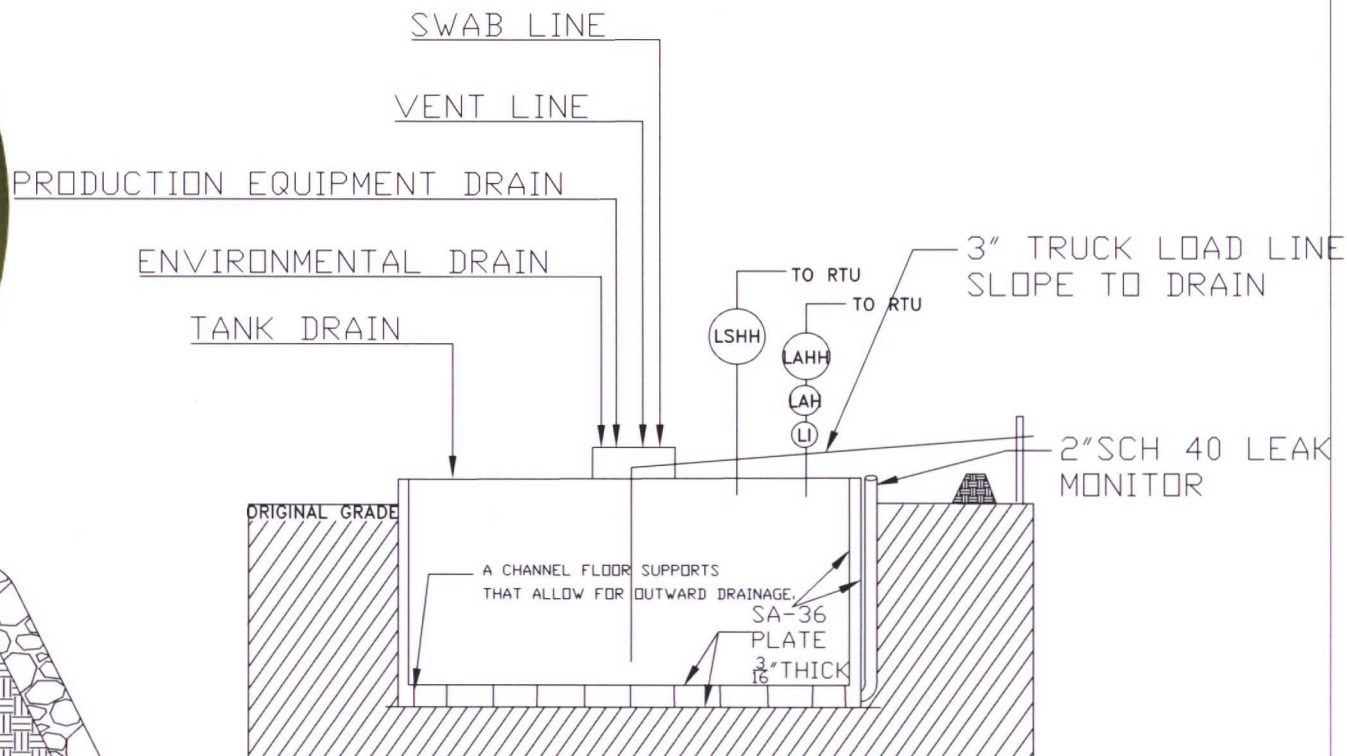 SWAB LINE
VENT LINE
PRODUCTION EQUIPMENT DRAIN
ENVIRONMENTAL DRAIN
TANK DRAIN
TO RTU
TO RTU
LSHH
LAHH
LAH
LI
3" TRUCK LOAD LINE
SLOPE TO DRAIN
2"SCH 40 LEAK
MONITOR
ORIGINAL GRADE
A CHANNEL FLOOR SUPPORTS
THAT ALLOW FOR OUTWARD DRAINAGE.
SA-36
PLATE
3/16"THICK